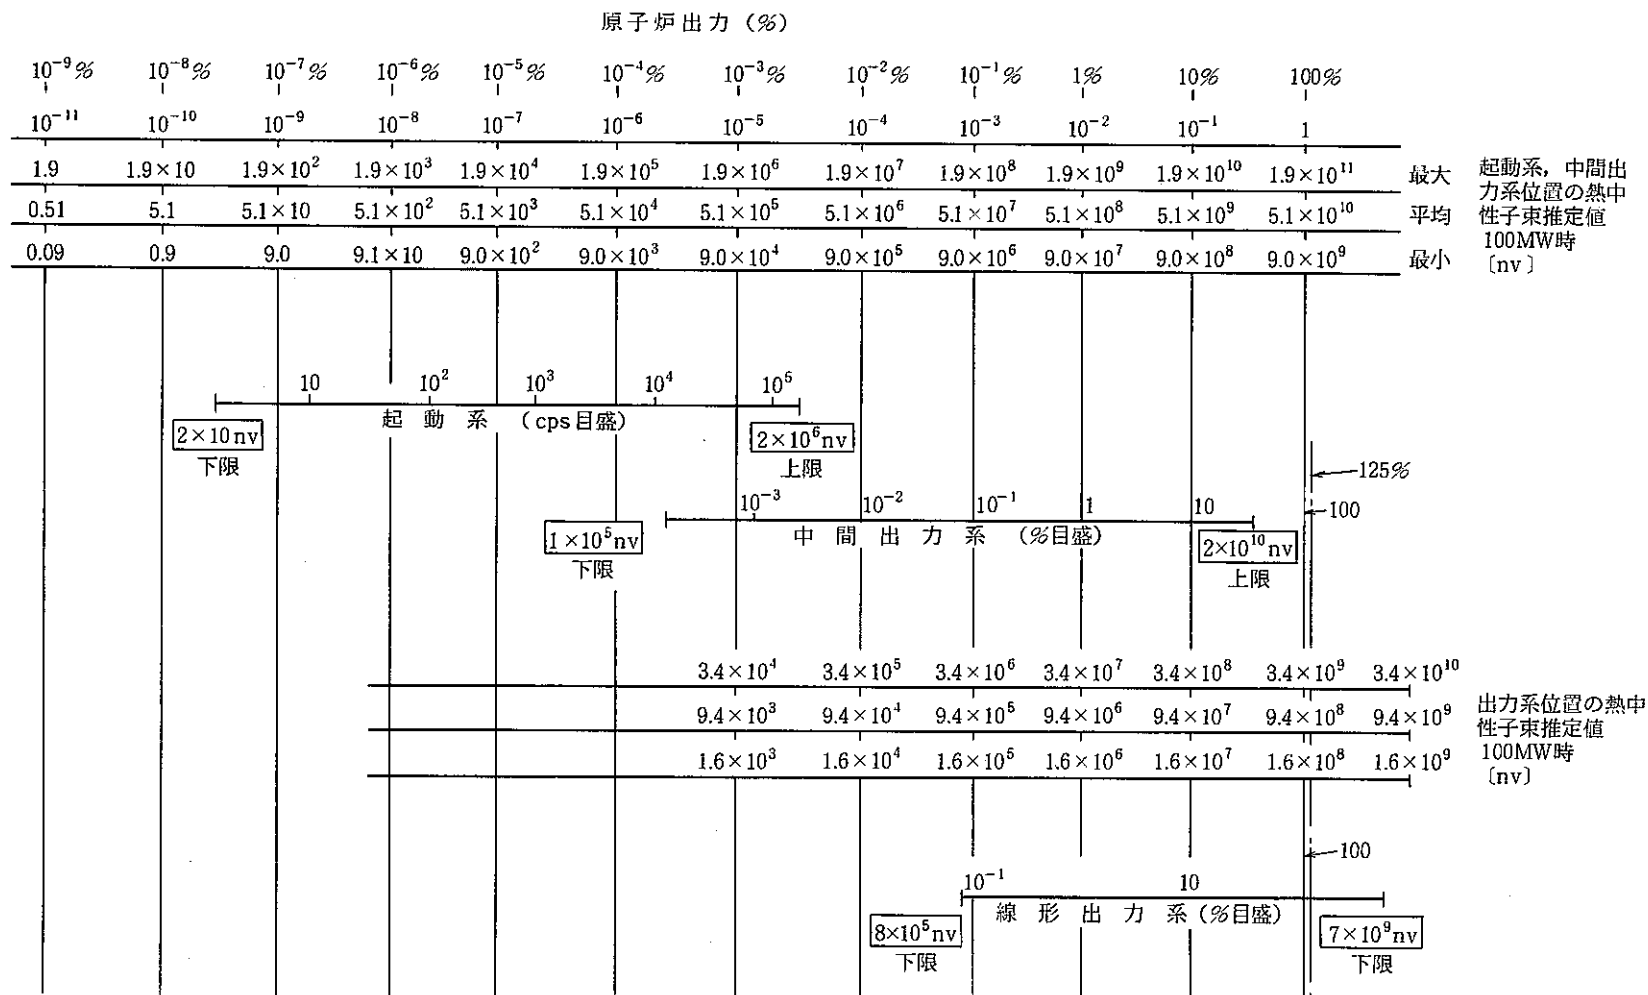 原子炉出力(%)
10⁻⁹% 10⁻⁸% 10⁻⁷% 10⁻⁶% 10⁻⁵% 10⁻⁴% 10⁻³% 10⁻²% 10⁻¹% 1% 10% 100%
10⁻¹¹ 10⁻¹⁰ 10⁻⁹ 10⁻⁸ 10⁻⁷ 10⁻⁶ 10⁻⁵ 10⁻⁴ 10⁻³ 10⁻² 10⁻¹ 1
1.9 1.9×10 1.9×10² 1.9×10³ 1.9×10⁴ 1.9×10⁵ 1.9×10⁶ 1.9×10⁷ 1.9×10⁸ 1.9×10⁹ 1.9×10¹⁰ 1.9×10¹¹ 最大
0.51 5.1 5.1×10 5.1×10² 5.1×10³ 5.1×10⁴ 5.1×10⁵ 5.1×10⁶ 5.1×10⁷ 5.1×10⁸ 5.1×10⁹ 5.1×10¹⁰ 平均
0.09 0.9 9.0 9.1×10 9.0×10² 9.0×10³ 9.0×10⁴ 9.0×10⁵ 9.0×10⁶ 9.0×10⁷ 9.0×10⁸ 9.0×10⁹ 最小
起動系,中間出
力系位置の熱中
性子束推定値
100MW時
〔nv〕
10 10² 10³ 10⁴ 10⁵
起動系 (cps目盛)
2×10nv
下限
2×10⁶nv
上限
125%
100
10⁻³ 10⁻² 10⁻¹ 1 10
中間出力系 (%目盛)
1×10⁵nv
下限
2×10¹⁰nv
上限
3.4×10⁴ 3.4×10⁵ 3.4×10⁶ 3.4×10⁷ 3.4×10⁸ 3.4×10⁹ 3.4×10¹⁰
9.4×10³ 9.4×10⁴ 9.4×10⁵ 9.4×10⁶ 9.4×10⁷ 9.4×10⁸ 9.4×10⁹
1.6×10³ 1.6×10⁴ 1.6×10⁵ 1.6×10⁶ 1.6×10⁷ 1.6×10⁸ 1.6×10⁹
出力系位置の熱中
性子束推定値
100MW時
〔nv〕
100
10⁻¹ 10
線形出力系(%目盛)
8×10⁵nv
下限
7×10⁹nv
下限